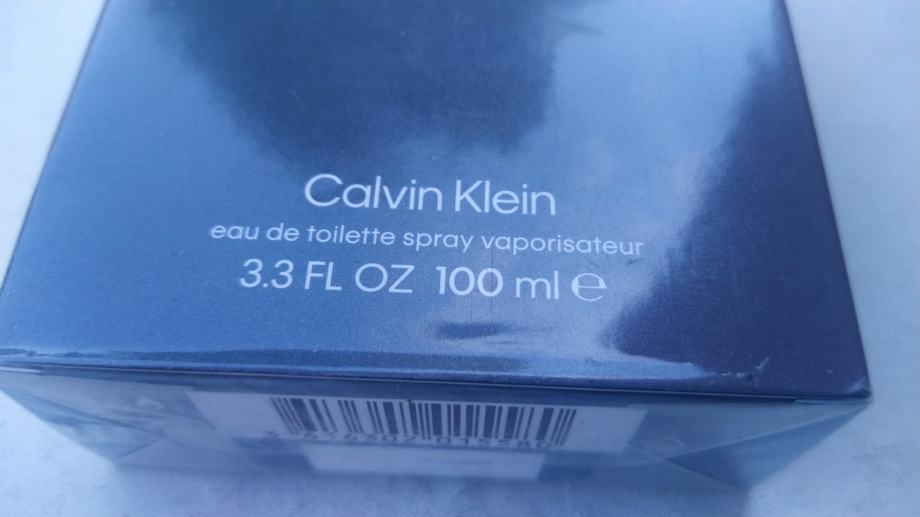 Calvin Klein
eau de toilette spray vaporisateur
3.3 FL OZ 100 ml ℮